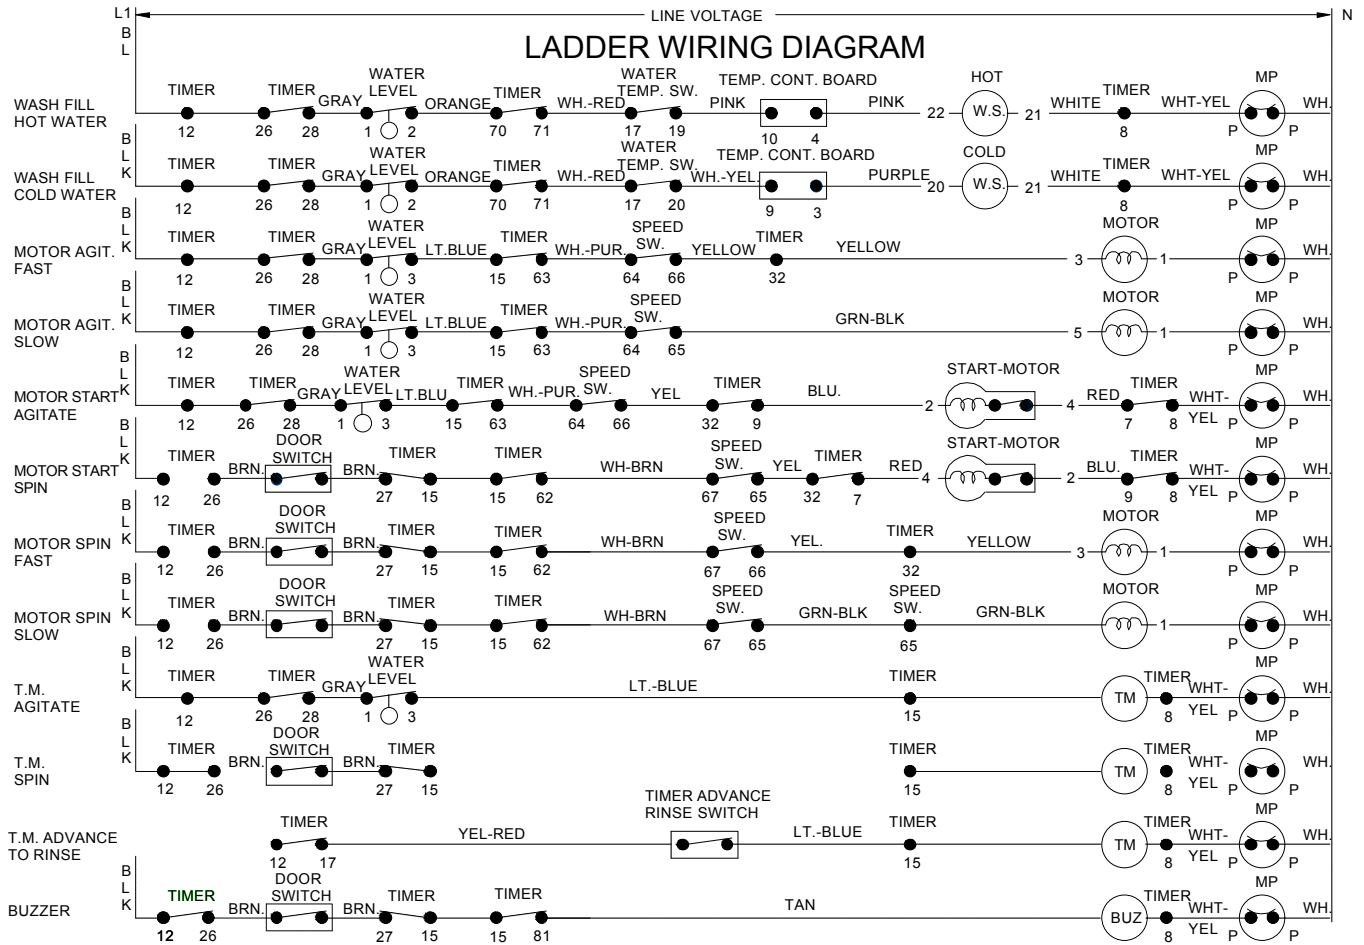 L1 LINE VOLTAGE N
LADDER WIRING DIAGRAM
B L
WASH FILL
HOT WATER
TIMER TIMER GRAY WATER LEVEL ORANGE TIMER WH.-RED WATER TEMP. SW. PINK TEMP. CONT. BOARD PINK 22 HOT W.S. 21 WHITE TIMER WHT-YEL MP WH.
12 26 28 1 2 70 71 17 19 10 4 8 P P
B L K
WASH FILL
COLD WATER
TIMER TIMER GRAY WATER LEVEL ORANGE TIMER WH.-RED WATER TEMP. SW. WH.-YEL. TEMP. CONT. BOARD PURPLE 20 COLD W.S. 21 WHITE TIMER WHT-YEL MP WH.
12 26 28 1 2 70 71 17 20 9 3 8 P P
B L K
MOTOR AGIT.
FAST
TIMER TIMER GRAY WATER LEVEL LT.BLUE TIMER WH.-PUR. SPEED SW. YELLOW TIMER YELLOW 3 MOTOR 1 MP WH.
12 26 28 1 3 15 63 64 66 32 P P
B L K
MOTOR AGIT.
SLOW
TIMER TIMER GRAY WATER LEVEL LT.BLUE TIMER WH.-PUR. SPEED SW. GRN-BLK 5 MOTOR 1 MP WH.
12 26 28 1 3 15 63 64 65 P P
B L K
MOTOR START
AGITATE
TIMER TIMER GRAY WATER LEVEL LT.BLU TIMER WH.-PUR. SPEED SW. YEL TIMER BLU. 2 START-MOTOR 4 RED TIMER WHT-YEL MP WH.
12 26 28 1 3 15 63 64 66 32 9 7 8 P P
B L K
MOTOR START
SPIN
TIMER BRN. DOOR SWITCH BRN. TIMER TIMER WH-BRN SPEED SW. YEL TIMER RED 4 START-MOTOR 2 BLU. TIMER WHT-YEL MP WH.
12 26 27 15 15 62 67 65 32 7 9 8 P P
B L K
MOTOR SPIN
FAST
TIMER BRN. DOOR SWITCH BRN. TIMER TIMER WH-BRN SPEED SW. YEL. TIMER YELLOW 3 MOTOR 1 MP WH.
12 26 27 15 15 62 67 66 32 P P
B L K
MOTOR SPIN
SLOW
TIMER BRN. DOOR SWITCH BRN. TIMER TIMER WH-BRN SPEED SW. GRN-BLK SPEED SW. GRN-BLK MOTOR 1 MP WH.
12 26 27 15 15 62 67 65 65 P P
B L K
T.M.
AGITATE
TIMER TIMER GRAY WATER LEVEL LT.-BLUE TIMER TM TIMER WHT-YEL MP WH.
12 26 28 1 3 15 8 P P
B L K
T.M.
SPIN
TIMER BRN. DOOR SWITCH BRN. TIMER TIMER TM TIMER WHT-YEL MP WH.
12 26 27 15 15 8 P P
T.M. ADVANCE
TO RINSE
TIMER YEL-RED TIMER ADVANCE RINSE SWITCH LT.-BLUE TIMER TM TIMER WHT-YEL MP WH.
12 17 15 8 P P
B L K
BUZZER
TIMER BRN. DOOR SWITCH BRN. TIMER TIMER TAN BUZ TIMER WHT-YEL MP WH.
12 26 27 15 15 81 8 P P